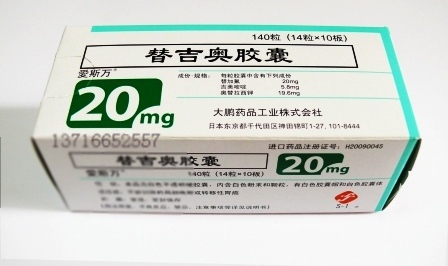 140粒（14粒×10板）
替吉奥胶囊
爱斯万®
20mg
成份·规格：每粒胶囊中含有下列成份
替加氟 20mg
吉美嘧啶 5.8mg
奥替拉西钾 19.6mg
大鹏药品工业株式会社
日本东京都千代田区神田锦町1-27, 101-8444
13716652557
进口药品注册证号：H20090045
替吉奥胶囊
20mg
140粒（14粒×10板）